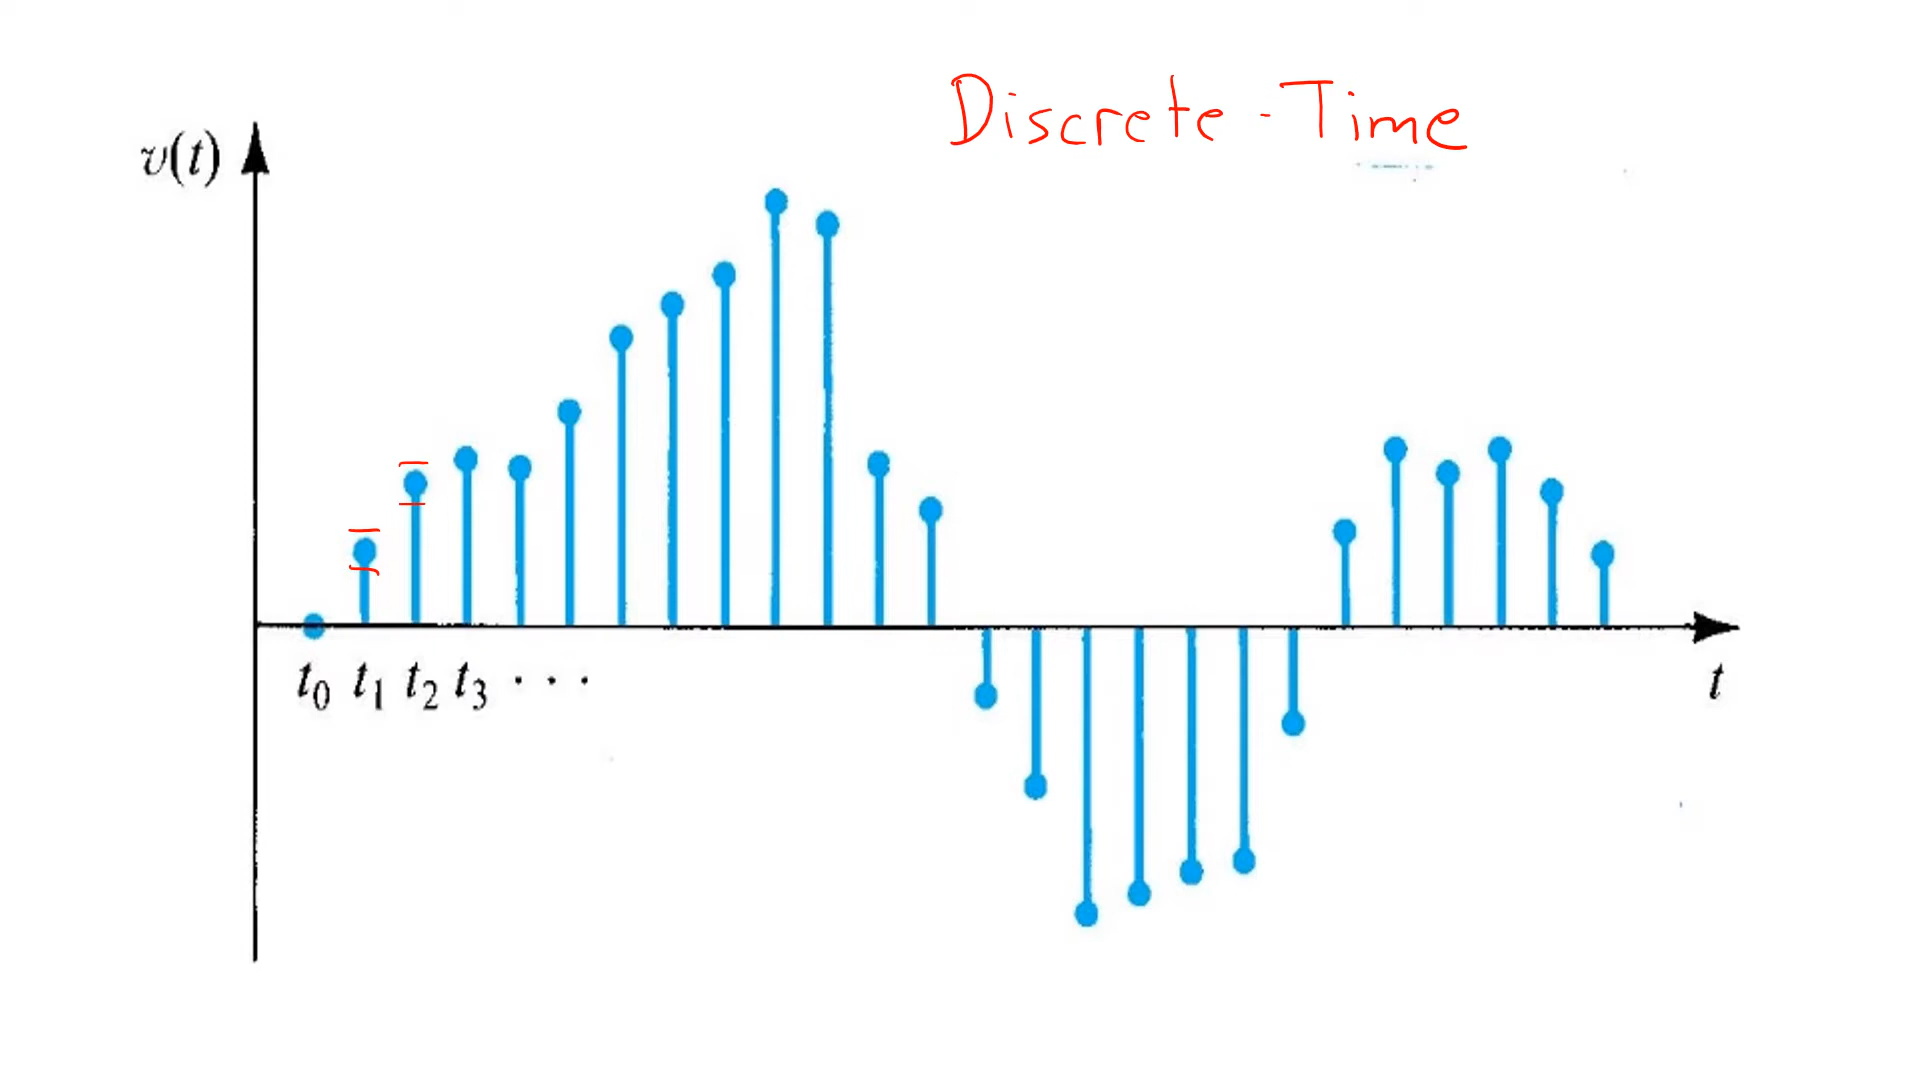 Discrete-Time
v(t)
t₀ t₁ t₂ t₃ · · ·
t